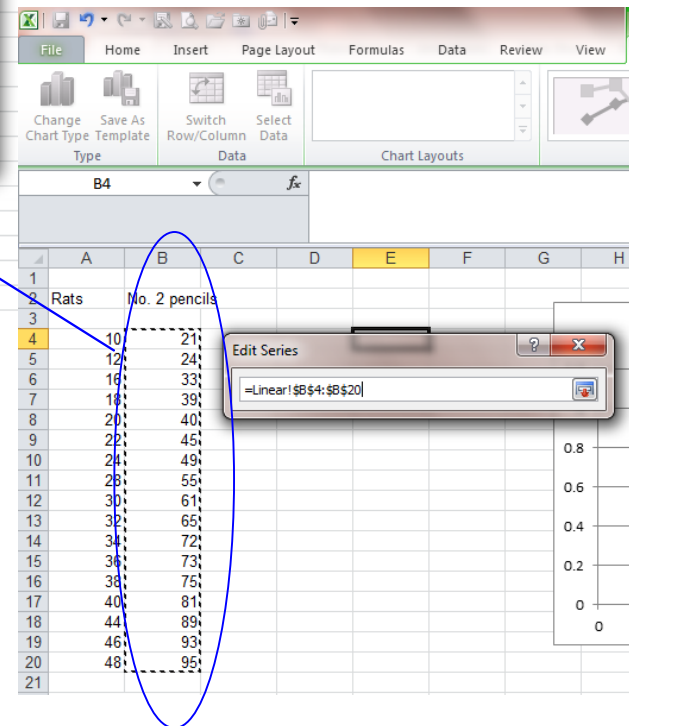 File Home Insert Page Layout Formulas Data Review View
Change Chart Type Save As Template Switch Row/Column Select Data
Type Data Chart Layouts
B4 fx
A B C D E F G H
1
2 Rats No. 2 pencils
3
4 10 21
5 12 24
6 16 33
7 18 39
8 20 40
9 22 45
10 24 49
11 28 55
12 30 61
13 32 65
14 34 72
15 36 73
16 38 75
17 40 81
18 44 89
19 46 93
20 48 95
21
Edit Series
=Linear!$B$4:$B$20
0.8
0.6
0.4
0.2
0
0